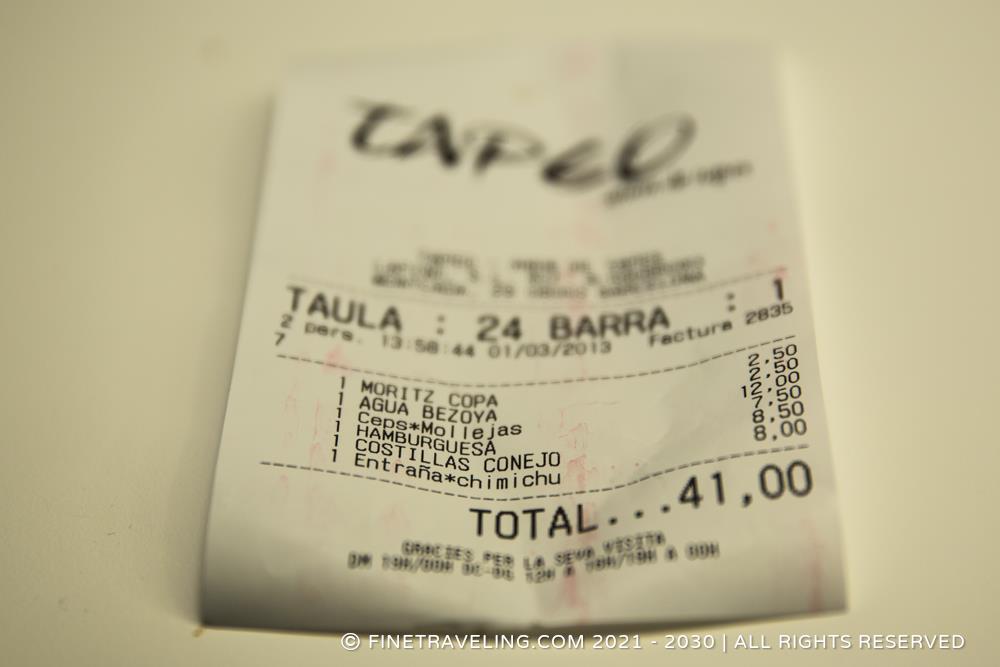 TAPEO
TAULA : 24 BARRA : 1
2 pers. 13:58:44 01/03/2013 Factura 2835
7
1 MORITZ COPA 2,50
1 AGUA BEZOYA 2,50
1 Ceps*Mollejas 12,00
1 HAMBURGUESA 7,50
1 COSTILLAS CONEJO 8,50
1 Entraña*chimichu 8,00
TOTAL...41,00
GRACIES PER LA SEVA VISITA
© FINETRAVELING.COM 2021 - 2030 | ALL RIGHTS RESERVED